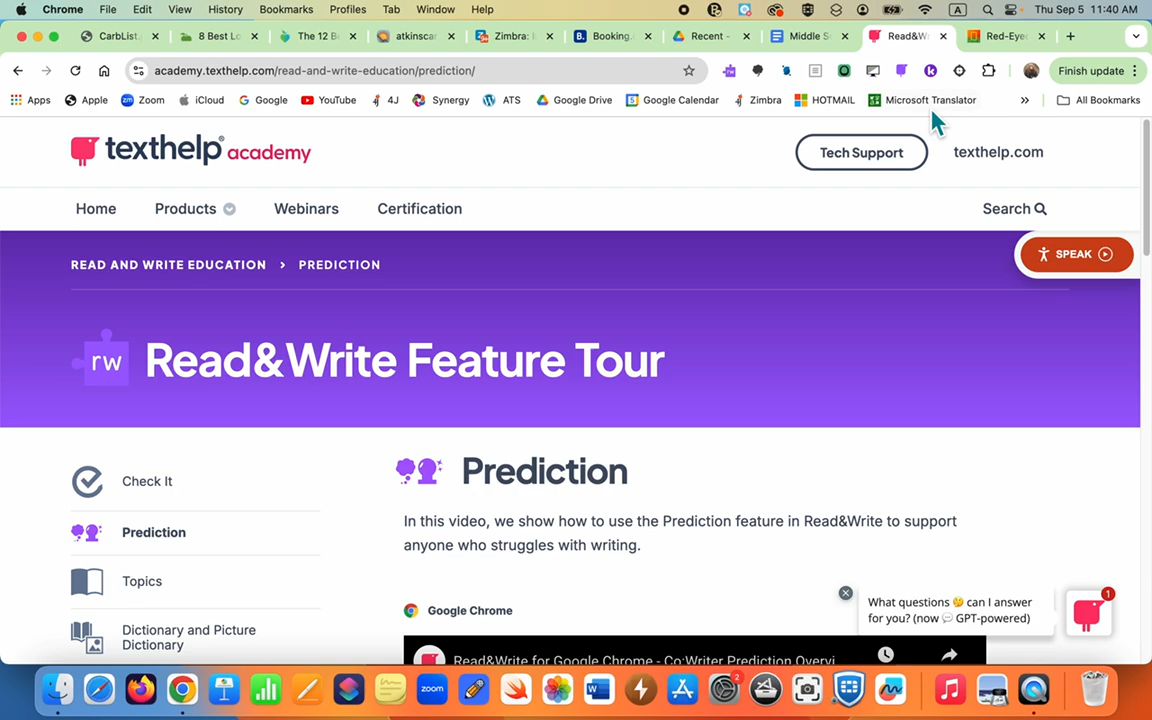 Chrome File Edit View History Bookmarks Profiles Tab Window Help A Thu Sep 5 11:40 AM
CarbList. 8 Best Lo The 12 B atkinscar Zimbra: I Booking. Recent - Middle S Read&W Red-Eye
academy.texthelp.com/read-and-write-education/prediction/ Finish update
Apps Apple Zoom iCloud Google YouTube 4J Synergy ATS Google Drive Google Calendar Zimbra HOTMAIL Microsoft Translator » All Bookmarks
texthelp® academy Tech Support texthelp.com
Home Products Webinars Certification Search
READ AND WRITE EDUCATION > PREDICTION
SPEAK
rw Read&Write Feature Tour
Check It
Prediction
Topics
Dictionary and Picture
Dictionary
Prediction
In this video, we show how to use the Prediction feature in Read&Write to support
anyone who struggles with writing.
Google Chrome
Read&Write for Google Chrome - Co:Writer Prediction Overvi
What questions 🤔 can I answer
for you? (now 💬 GPT-powered)
1
zoom
2